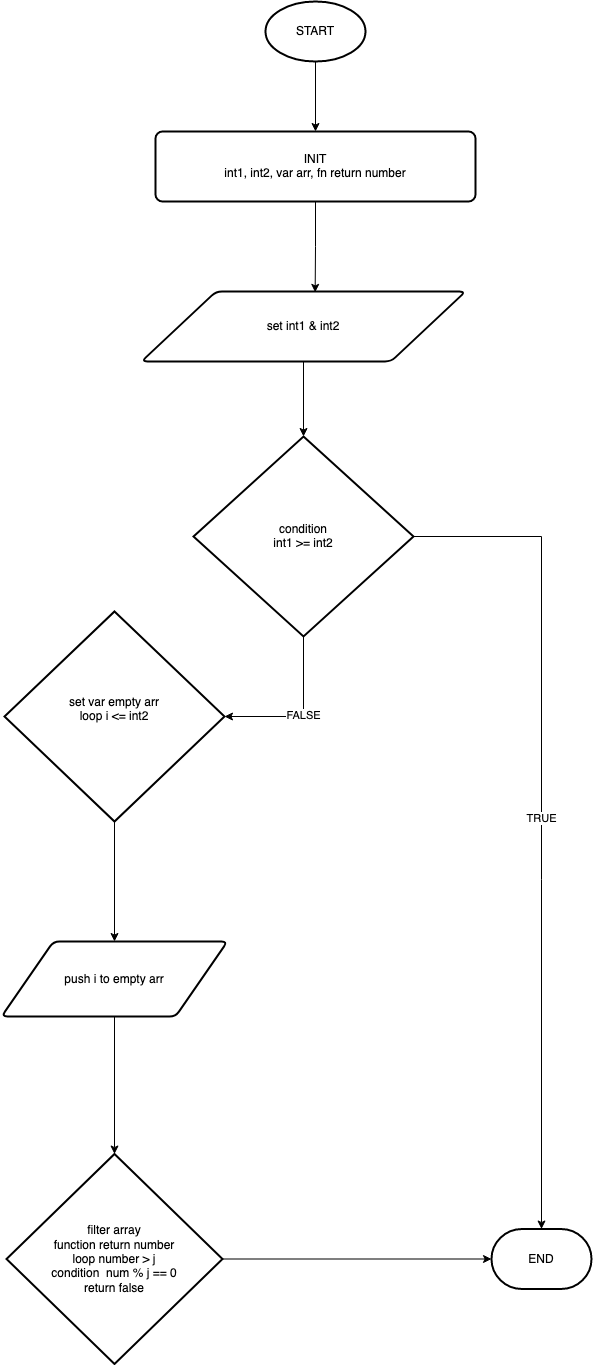 START
INIT
int1, int2, var arr, fn return number
set int1 & int2
condition
int1 >= int2
set var empty arr
loop i <= int2
FALSE
TRUE
push i to empty arr
filter array
function return number
loop number > j
condition num % j == 0
return false
END